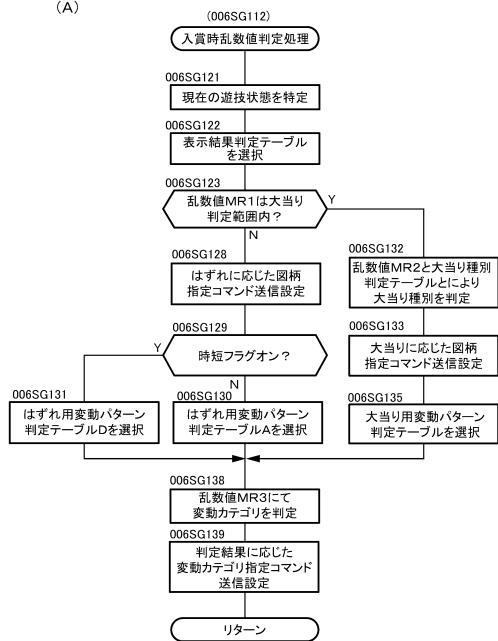 (A)
(006SG112)
入賞時乱数値判定処理
006SG121
現在の遊技状態を特定
006SG122
表示結果判定テーブル
を選択
006SG123
乱数値MR1は大当り
判定範囲内？
Y
N
006SG128
はずれに応じた図柄
指定コマンド送信設定
006SG132
乱数値MR2と大当り種別
判定テーブルとにより
大当り種別を判定
006SG129
時短フラグオン？
Y
N
006SG133
大当りに応じた図柄
指定コマンド送信設定
006SG131
はずれ用変動パターン
判定テーブルDを選択
006SG130
はずれ用変動パターン
判定テーブルAを選択
006SG135
大当り用変動パターン
判定テーブルを選択
006SG138
乱数値MR3にて
変動カテゴリを判定
006SG139
判定結果に応じた
変動カテゴリ指定コマンド
送信設定
リターン